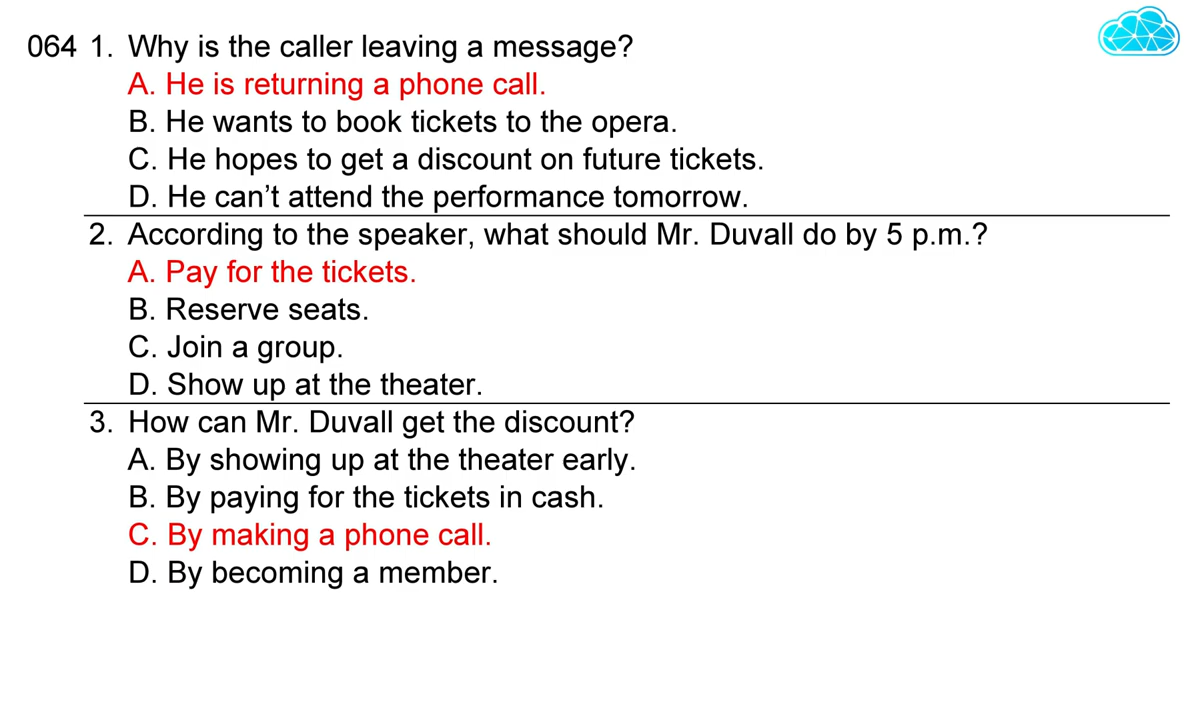 064 1. Why is the caller leaving a message?
A. He is returning a phone call.
B. He wants to book tickets to the opera.
C. He hopes to get a discount on future tickets.
D. He can’t attend the performance tomorrow.
2. According to the speaker, what should Mr. Duvall do by 5 p.m.?
A. Pay for the tickets.
B. Reserve seats.
C. Join a group.
D. Show up at the theater.
3. How can Mr. Duvall get the discount?
A. By showing up at the theater early.
B. By paying for the tickets in cash.
C. By making a phone call.
D. By becoming a member.